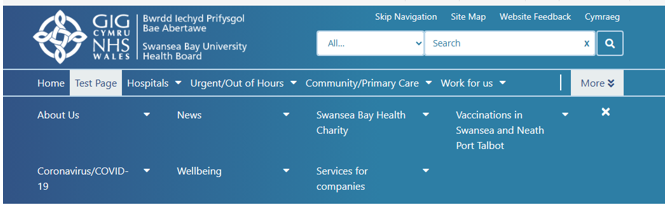 Skip Navigation Site Map Website Feedback Cymraeg
GIG
CYMRU
NHS
WALES
Bwrdd Iechyd Prifysgol
Bae Abertawe
Swansea Bay University
Health Board
All... Search x
Home Test Page Hospitals Urgent/Out of Hours Community/Primary Care Work for us More
About Us
News
Swansea Bay Health
Charity
Vaccinations in
Swansea and Neath
Port Talbot
Coronavirus/COVID-
19
Wellbeing
Services for
companies